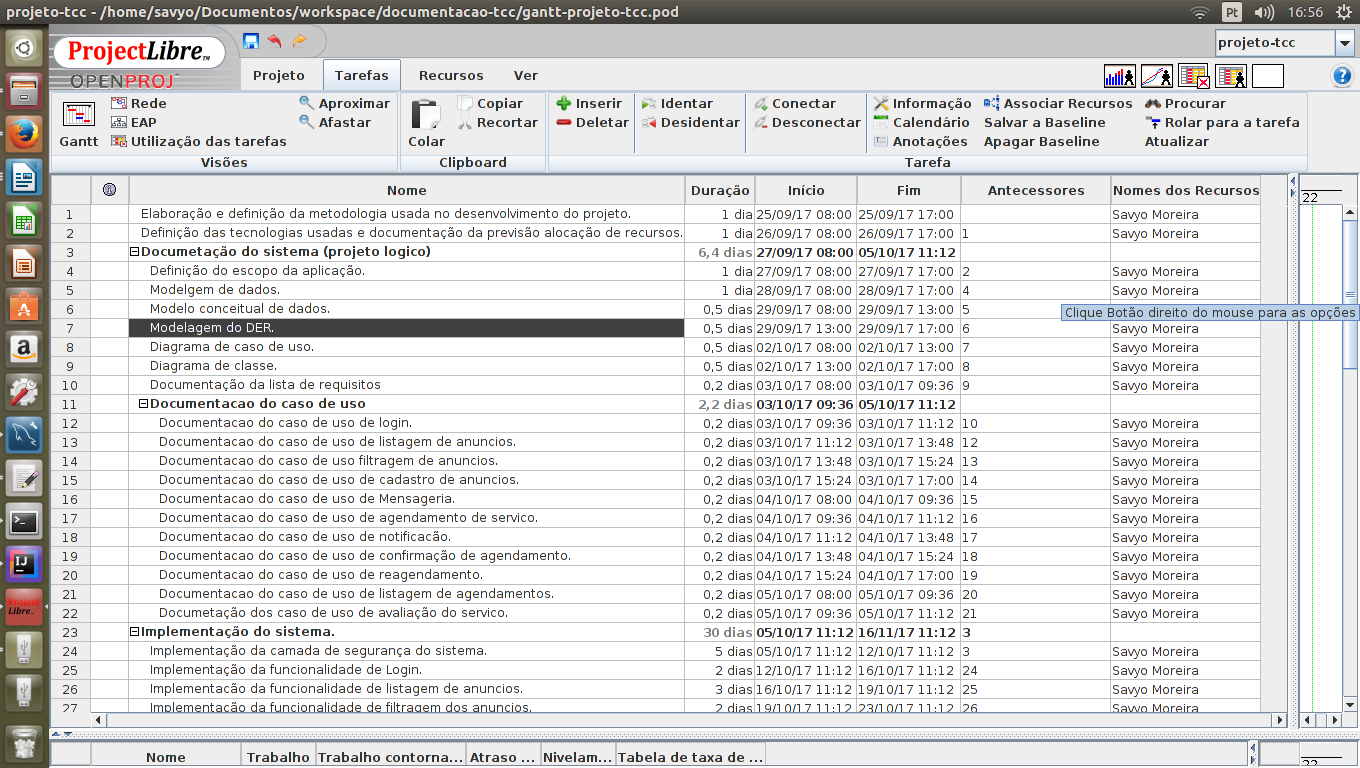 projeto-tcc - /home/savyo/Documentos/workspace/documentacao-tcc/gantt-projeto-tcc.pod Pt 16:56
ProjectLibre TM
OPENPROJ
projeto-tcc
Projeto Tarefas Recursos Ver
Gantt
Rede
EAP
Utilização das tarefas
Aproximar
Afastar
Visões
Colar
Copiar
Recortar
Clipboard
Inserir
Deletar
Identar
Desidentar
Conectar
Desconectar
Informação
Calendário
Anotações
Associar Recursos
Salvar a Baseline
Apagar Baseline
Procurar
Rolar para a tarefa
Atualizar
Tarefa
Nome Duração Início Fim Antecessores Nomes dos Recursos
22
1 Elaboração e definição da metodologia usada no desenvolvimento do projeto. 1 dia 25/09/17 08:00 25/09/17 17:00 Savyo Moreira
2 Definição das tecnologias usadas e documentação da previsão alocação de recursos. 1 dia 26/09/17 08:00 26/09/17 17:00 1 Savyo Moreira
3 Documetação do sistema (projeto logico) 6,4 dias 27/09/17 08:00 05/10/17 11:12
4 Definição do escopo da aplicação. 1 dia 27/09/17 08:00 27/09/17 17:00 2 Savyo Moreira
5 Modelgem de dados. 1 dia 28/09/17 08:00 28/09/17 17:00 4 Savyo Moreira
6 Modelo conceitual de dados. 0,5 dias 29/09/17 08:00 29/09/17 13:00 5
Clique Botão direito do mouse para as opções
7 Modelagem do DER. 0,5 dias 29/09/17 13:00 29/09/17 17:00 6 Savyo Moreira
8 Diagrama de caso de uso. 0,5 dias 02/10/17 08:00 02/10/17 13:00 7 Savyo Moreira
9 Diagrama de classe. 0,5 dias 02/10/17 13:00 02/10/17 17:00 8 Savyo Moreira
10 Documentação da lista de requisitos 0,2 dias 03/10/17 08:00 03/10/17 09:36 9 Savyo Moreira
11 Documentacao do caso de uso 2,2 dias 03/10/17 09:36 05/10/17 11:12
12 Documentacao do caso de uso de login. 0,2 dias 03/10/17 09:36 03/10/17 11:12 10 Savyo Moreira
13 Documentacao do caso de uso de listagem de anuncios. 0,2 dias 03/10/17 11:12 03/10/17 13:48 12 Savyo Moreira
14 Documentacao do caso de uso filtragem de anuncios. 0,2 dias 03/10/17 13:48 03/10/17 15:24 13 Savyo Moreira
15 Documentacao do caso de uso de cadastro de anuncios. 0,2 dias 03/10/17 15:24 03/10/17 17:00 14 Savyo Moreira
16 Documentacao do caso de uso de Mensageria. 0,2 dias 04/10/17 08:00 04/10/17 09:36 15 Savyo Moreira
17 Documentacao do caso de uso de agendamento de servico. 0,2 dias 04/10/17 09:36 04/10/17 11:12 16 Savyo Moreira
18 Documentacao do caso de uso de notificacão. 0,2 dias 04/10/17 11:12 04/10/17 13:48 17 Savyo Moreira
19 Documentacao do caso de uso de confirmação de agendamento. 0,2 dias 04/10/17 13:48 04/10/17 15:24 18 Savyo Moreira
20 Documentacao do caso de uso de reagendamento. 0,2 dias 04/10/17 15:24 04/10/17 17:00 19 Savyo Moreira
21 Documentacao do caso de uso de listagem de agendamentos. 0,2 dias 05/10/17 08:00 05/10/17 09:36 20 Savyo Moreira
22 Documetação dos caso de uso de avaliação do servico. 0,2 dias 05/10/17 09:36 05/10/17 11:12 21 Savyo Moreira
23 Implementação do sistema. 30 dias 05/10/17 11:12 16/11/17 11:12 3
24 Implementação da camada de segurança do sistema. 5 dias 05/10/17 11:12 12/10/17 11:12 3 Savyo Moreira
25 Implementação da funcionalidade de Login. 2 dias 12/10/17 11:12 16/10/17 11:12 24 Savyo Moreira
26 Implementacão da funcionalidade de listagem de anuncios. 3 dias 16/10/17 11:12 19/10/17 11:12 25 Savyo Moreira
27 Implementacão da funcionalidade de filtragem dos anuncios. 2 dias 19/10/17 11:12 23/10/17 11:12 26 Savyo Moreira
Nome Trabalho Trabalho contorna... Atraso ... Nivelam... Tabela de taxa de ...
22